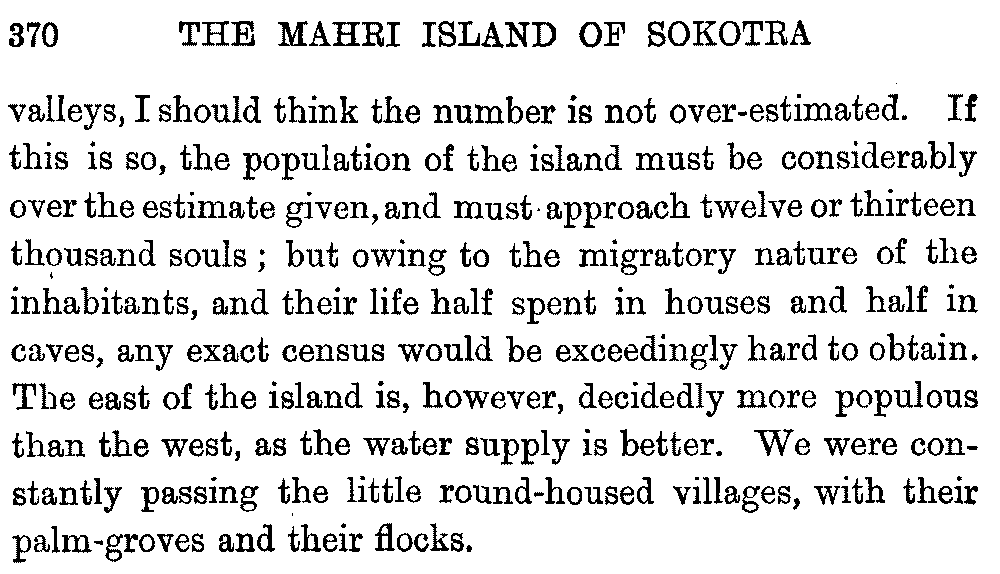 370 THE MAHRI ISLAND OF SOKOTRA
valleys, I should think the number is not over-estimated. If
this is so, the population of the island must be considerably
over the estimate given, and must approach twelve or thirteen
thousand souls ; but owing to the migratory nature of the
inhabitants, and their life half spent in houses and half in
caves, any exact census would be exceedingly hard to obtain.
The east of the island is, however, decidedly more populous
than the west, as the water supply is better. We were con-
stantly passing the little round-housed villages, with their
palm-groves and their flocks.